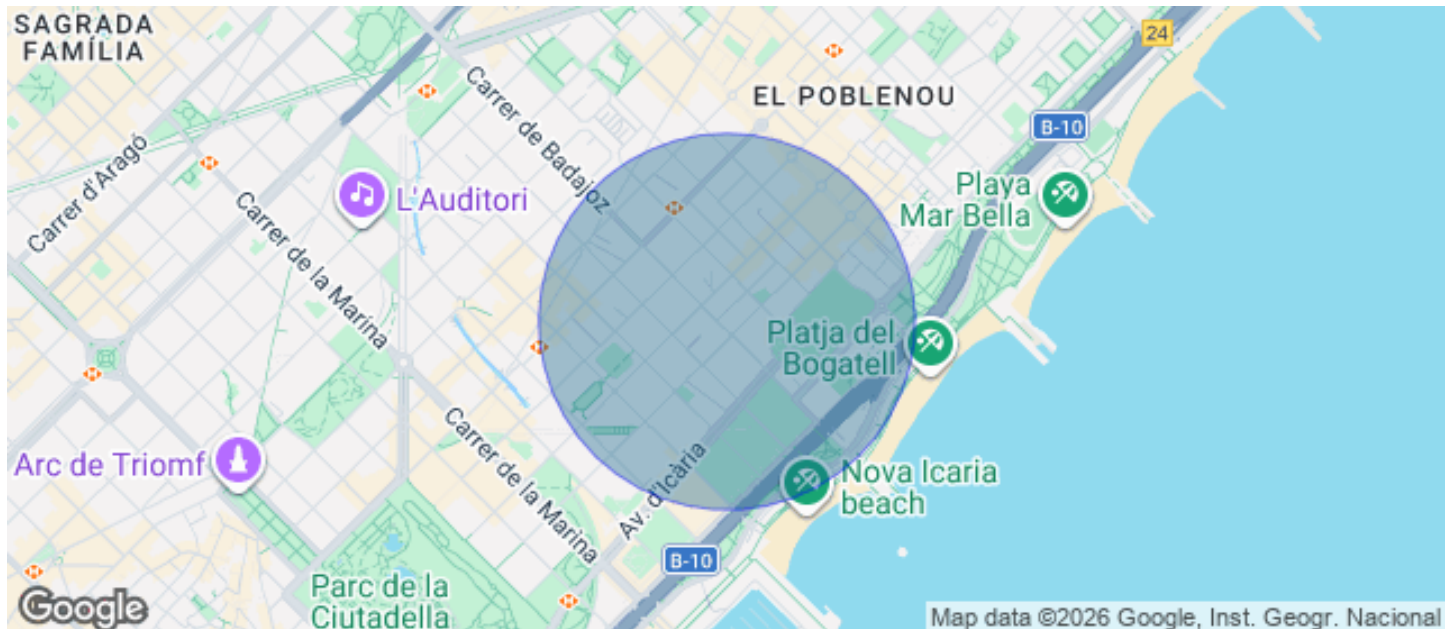 SAGRADA
FAMÍLIA
24
EL POBLENOU
Carrer de Badajoz
B-10
Carrer d'Aragó
L'Auditori
Playa
Mar Bella
Carrer de la Marina
Platja del
Bogatell
Arc de Triomf
Carrer de la Marina
Av. d'Icària
Nova Icaria
beach
B-10
Parc de la
Ciutadella
Google
Map data ©2026 Google, Inst. Geogr. Nacional